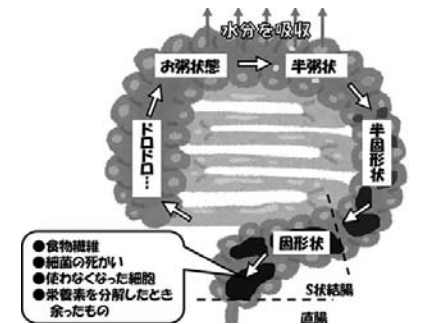 水分を吸収
お粥状態
半粥状
ドロドロ…
半固形状
固形状
●食物繊維
●細菌の死がい
●使わなくなった細胞
●栄養素を分解したとき
余ったもの
S状結腸
直腸